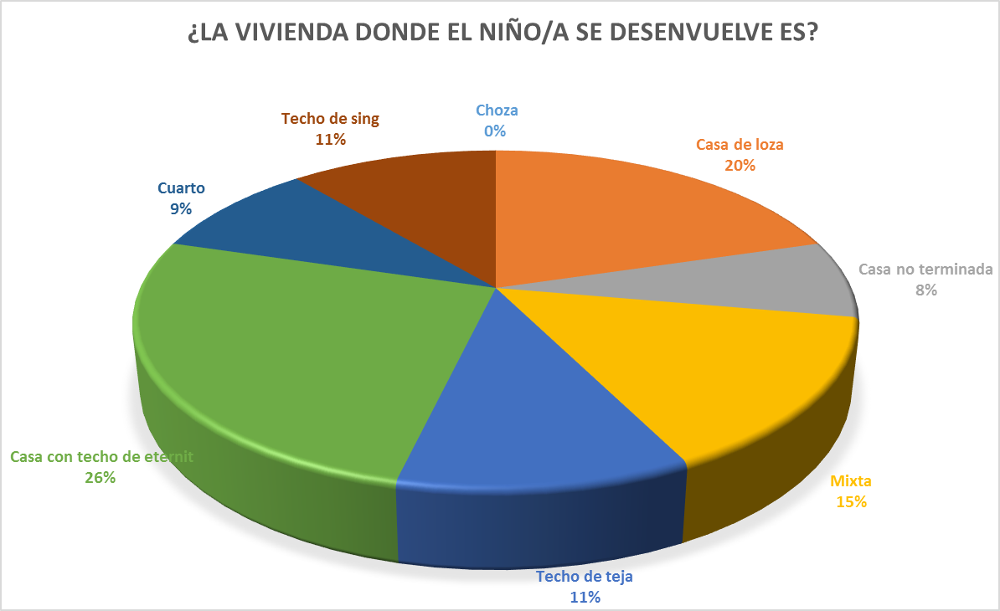 ¿LA VIVIENDA DONDE EL NIÑO/A SE DESENVUELVE ES?
Choza
0%
Casa de loza
20%
Casa no terminada
8%
Mixta
15%
Techo de teja
11%
Casa con techo de eternit
26%
Cuarto
9%
Techo de sing
11%